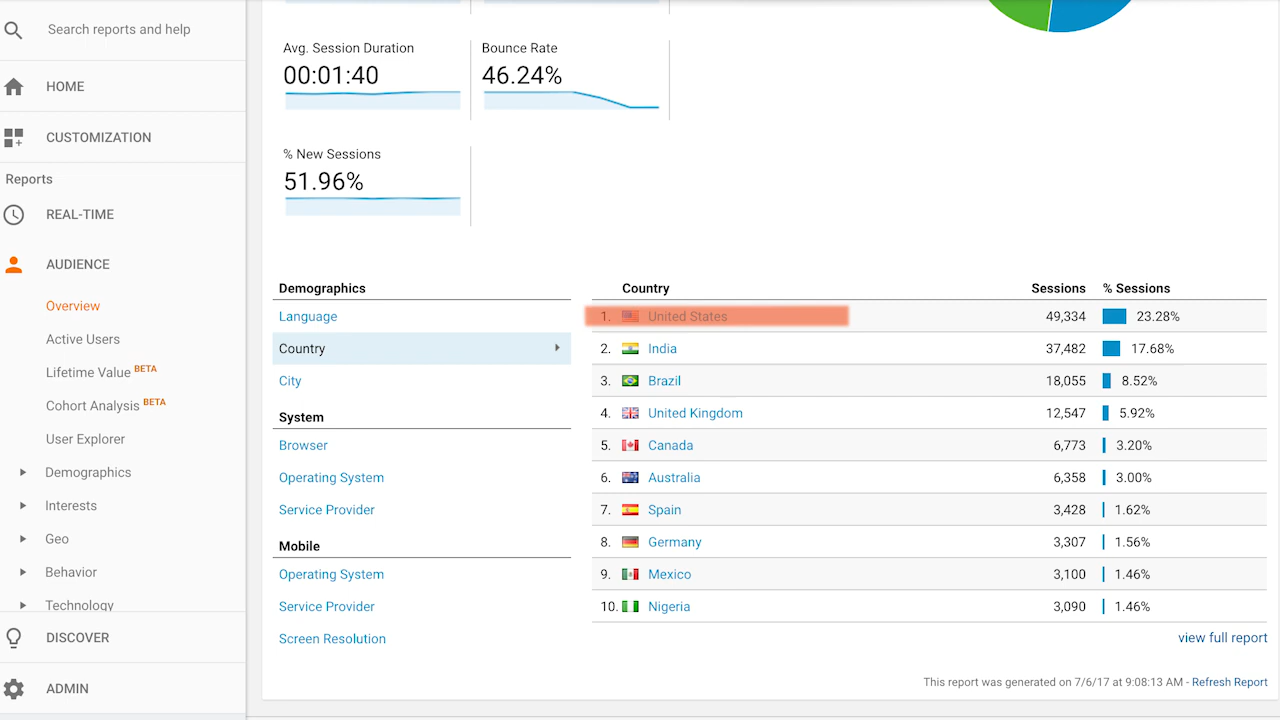 Search reports and help
HOME
CUSTOMIZATION
Reports
REAL-TIME
AUDIENCE
Overview
Active Users
Lifetime Value BETA
Cohort Analysis BETA
User Explorer
Demographics
Interests
Geo
Behavior
Technology
DISCOVER
ADMIN
Avg. Session Duration
00:01:40
Bounce Rate
46.24%
% New Sessions
51.96%
Demographics
Language
Country
City
System
Browser
Operating System
Service Provider
Mobile
Operating System
Service Provider
Screen Resolution
Country Sessions % Sessions
1. United States 49,334 23.28%
2. India 37,482 17.68%
3. Brazil 18,055 8.52%
4. United Kingdom 12,547 5.92%
5. Canada 6,773 3.20%
6. Australia 6,358 3.00%
7. Spain 3,428 1.62%
8. Germany 3,307 1.56%
9. Mexico 3,100 1.46%
10. Nigeria 3,090 1.46%
view full report
This report was generated on 7/6/17 at 9:08:13 AM - Refresh Report